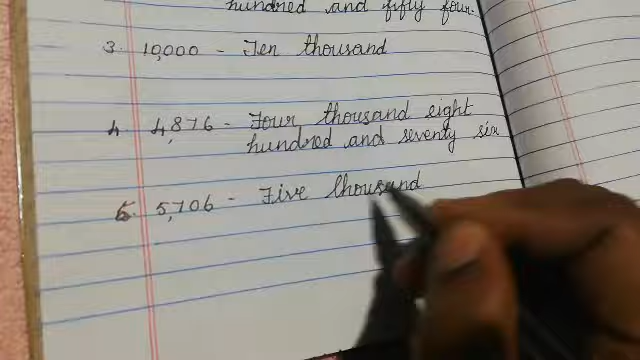 hundred and fifty four.
3. 10,000 - Ten thousand
4. 4,876 - Four thousand eight
hundred and seventy six
5. 5,706 - Five thousand